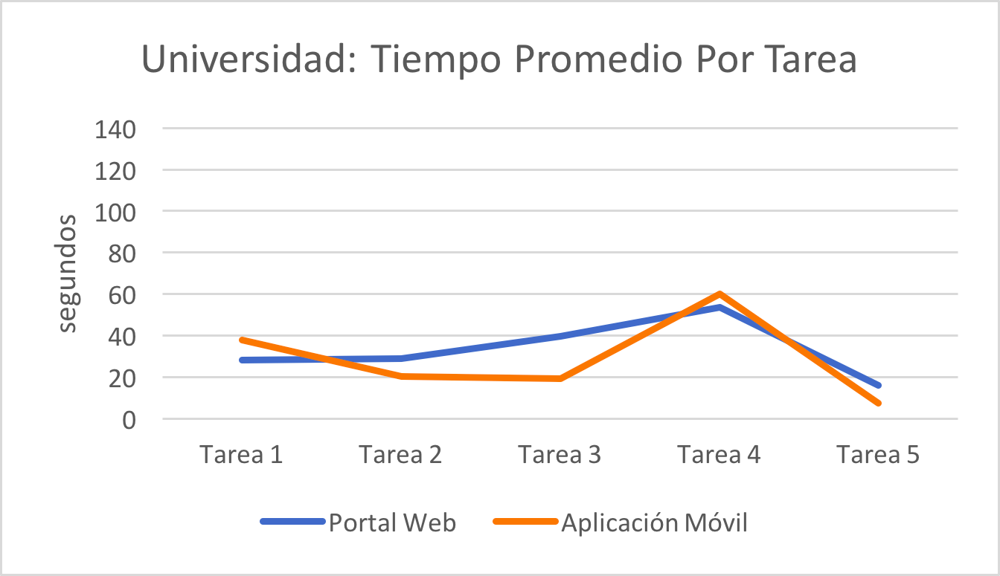 Universidad: Tiempo Promedio Por Tarea
140
120
100
80
60
40
20
0
segundos
Tarea 1 Tarea 2 Tarea 3 Tarea 4 Tarea 5
Portal Web Aplicación Móvil